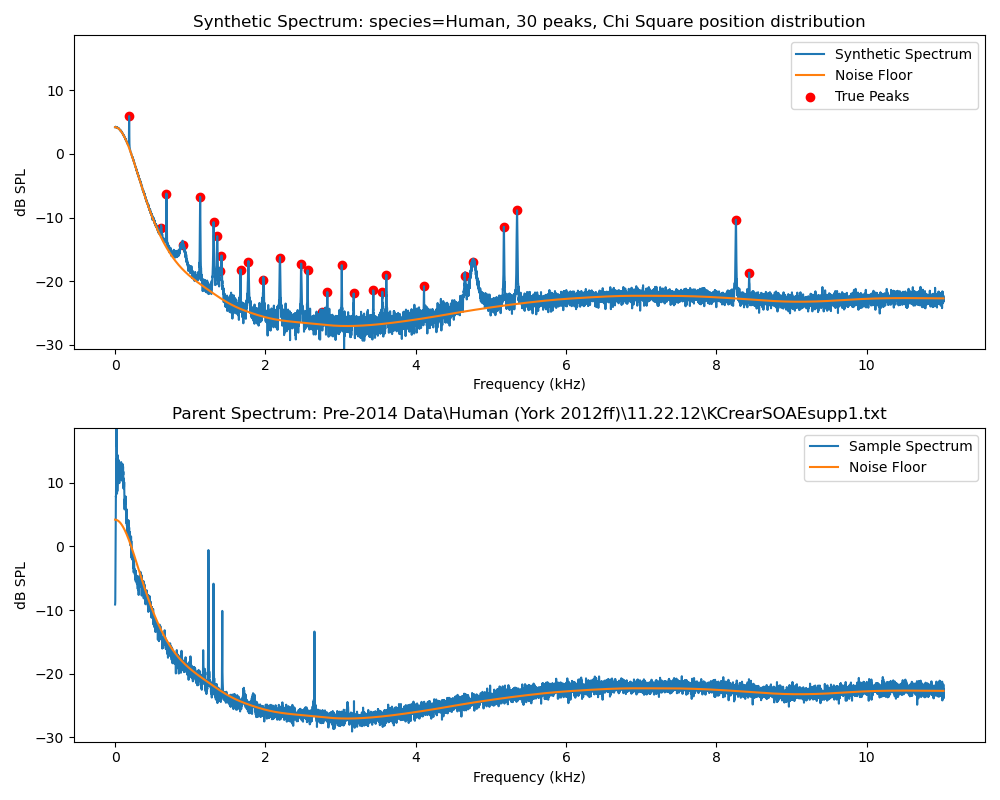 Synthetic Spectrum: species=Human, 30 peaks, Chi Square position distribution
Synthetic Spectrum
Noise Floor
True Peaks
dB SPL
10
0
−10
−20
−30
0
2
4
6
8
10
Frequency (kHz)
Parent Spectrum: Pre-2014 Data\Human (York 2012ff)\11.22.12\KCrearSOAEsupp1.txt
Sample Spectrum
Noise Floor
dB SPL
10
0
−10
−20
−30
0
2
4
6
8
10
Frequency (kHz)